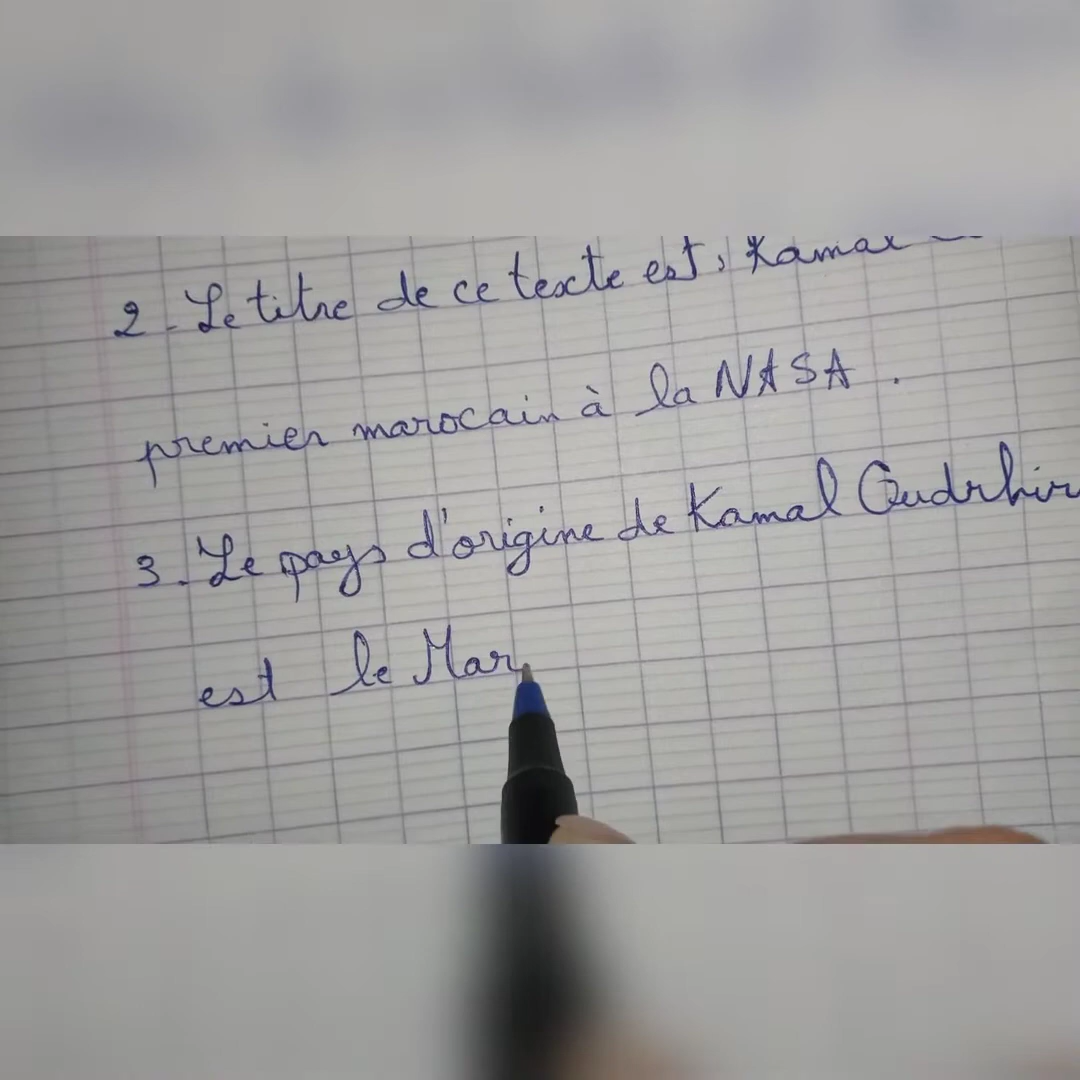 2. Le titre de ce texte est, Kamal
premier marocain à la NASA.
3. Le pays d'origine de Kamal Oudrhiri
est le Mar